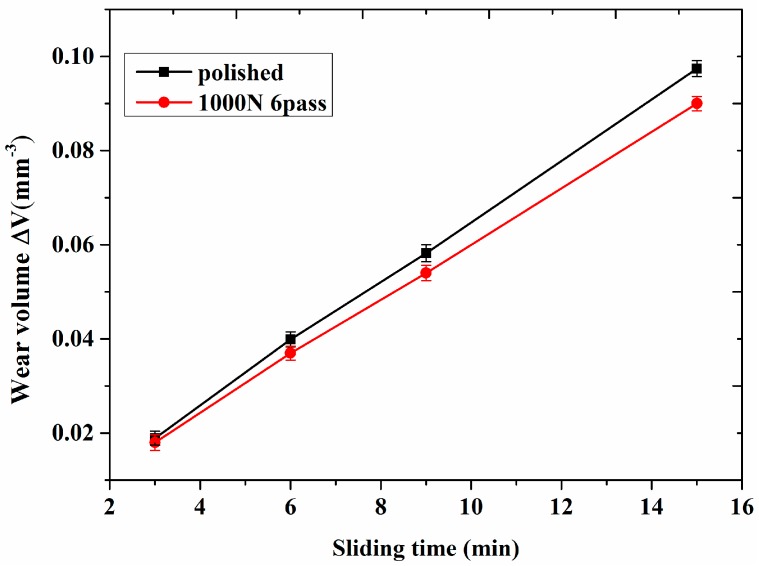 0.10
0.08
0.06
0.04
0.02
Wear volume ΔV(mm⁻³)
polished
1000N 6pass
2 4 6 8 10 12 14 16
Sliding time (min)